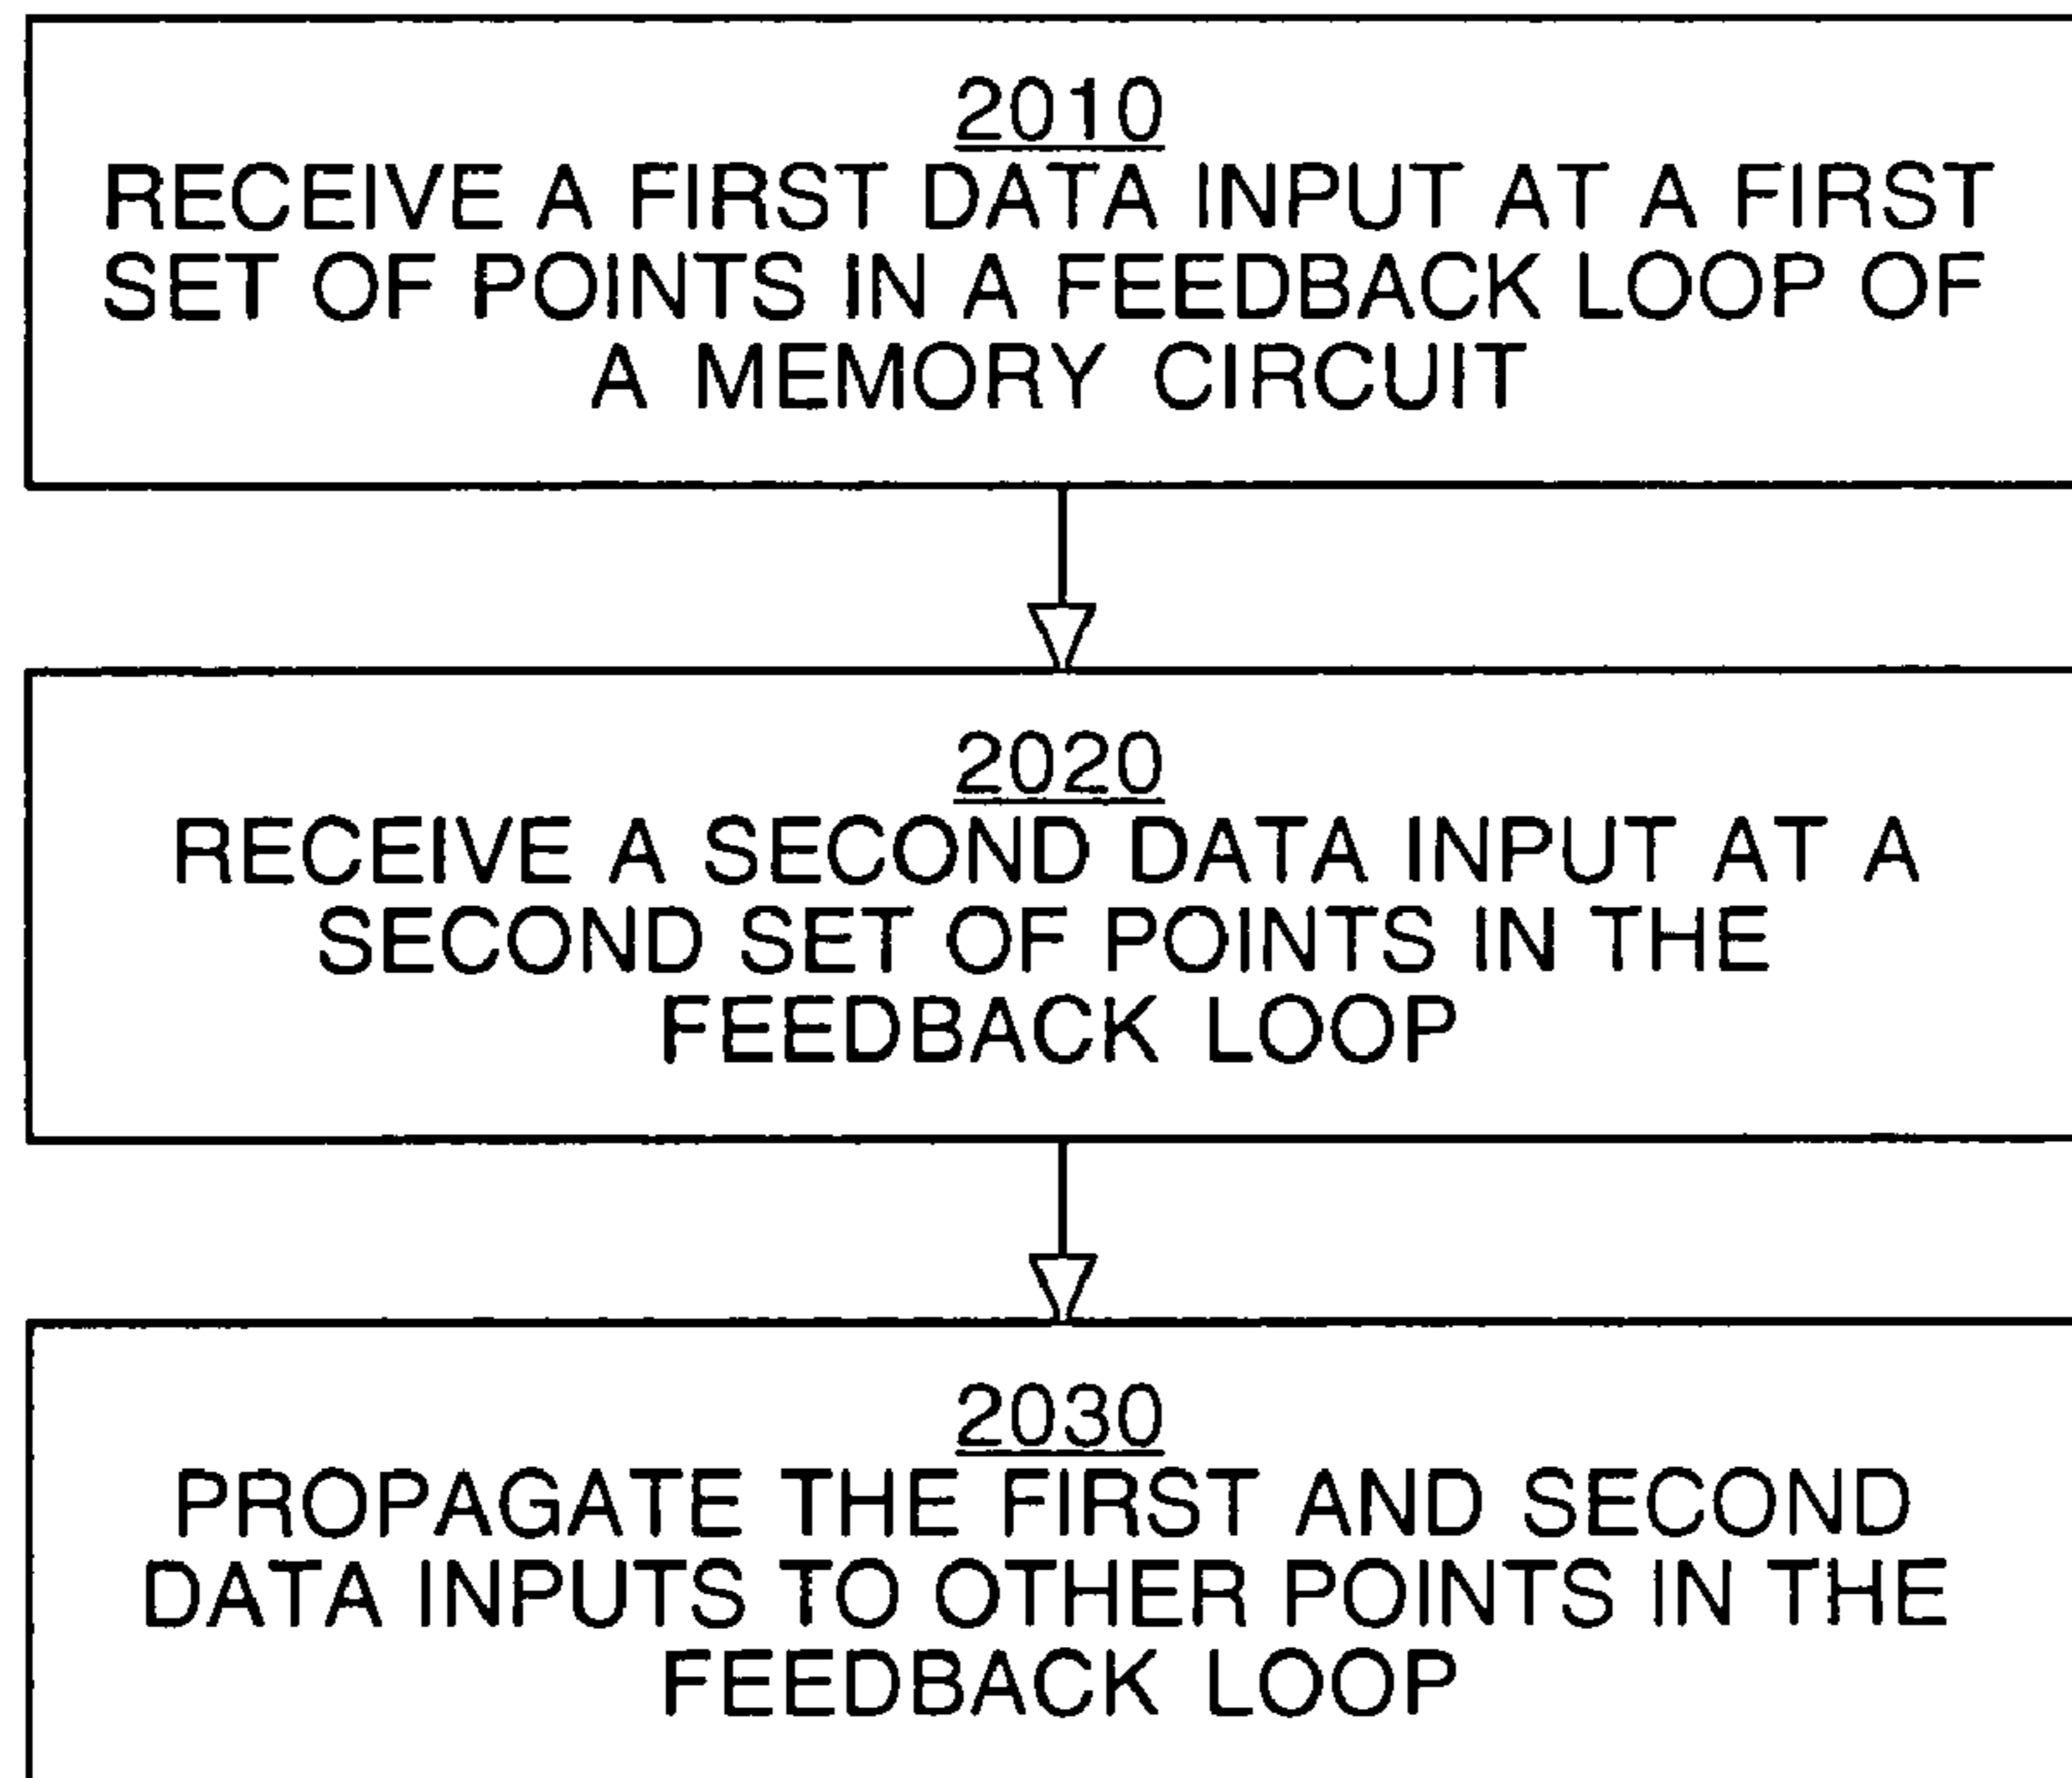 2010
RECEIVE A FIRST DATA INPUT AT A FIRST
SET OF POINTS IN A FEEDBACK LOOP OF
A MEMORY CIRCUIT
2020
RECEIVE A SECOND DATA INPUT AT A
SECOND SET OF POINTS IN THE
FEEDBACK LOOP
2030
PROPAGATE THE FIRST AND SECOND
DATA INPUTS TO OTHER POINTS IN THE
FEEDBACK LOOP